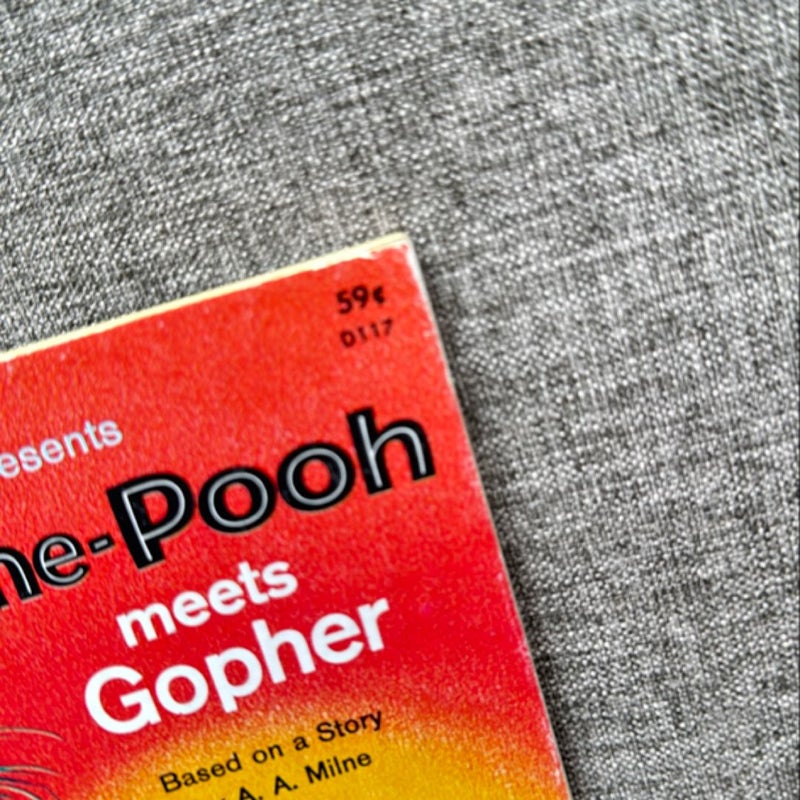 59¢
D117
esents
ne-Pooh
meets
Gopher
Based on a Story
A. A. Milne